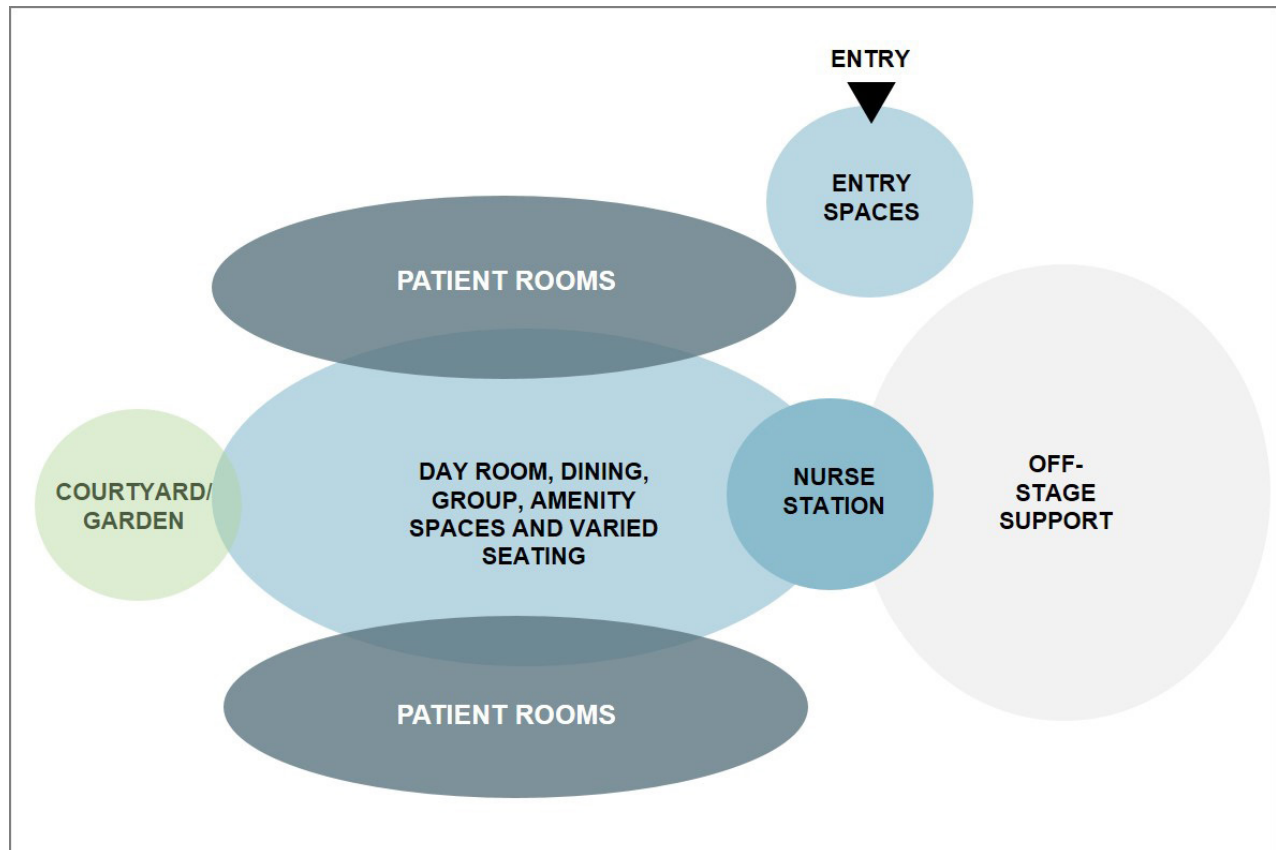 ENTRY
ENTRY
SPACES
PATIENT ROOMS
COURTYARD/
GARDEN
DAY ROOM, DINING,
GROUP, AMENITY
SPACES AND VARIED
SEATING
NURSE
STATION
OFF-
STAGE
SUPPORT
PATIENT ROOMS